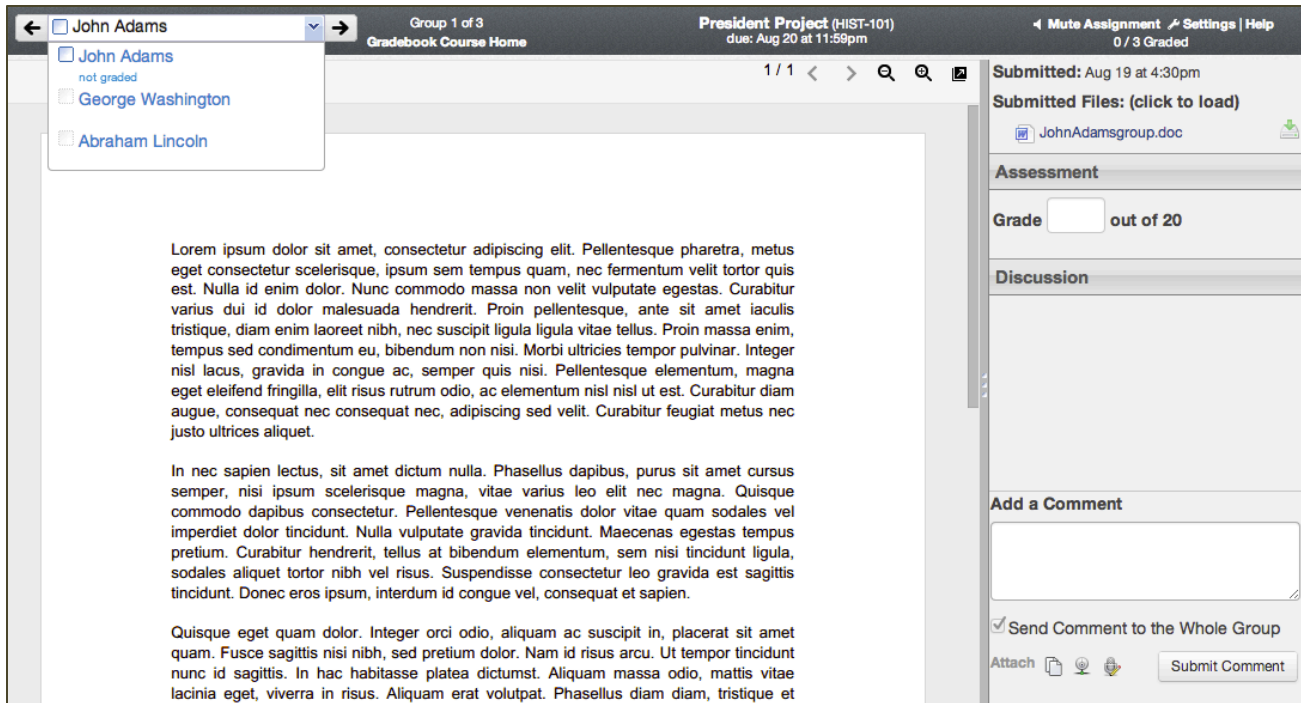 John Adams
Group 1 of 3
Gradebook Course Home
President Project (HIST-101)
due: Aug 20 at 11:59pm
Mute Assignment Settings | Help
0 / 3 Graded
John Adams
not graded
George Washington
Abraham Lincoln
1 / 1
Submitted: Aug 19 at 4:30pm
Submitted Files: (click to load)
JohnAdamsgroup.doc
Assessment
Grade out of 20
Discussion
Add a Comment
Send Comment to the Whole Group
Attach
Submit Comment
Lorem ipsum dolor sit amet, consectetur adipiscing elit. Pellentesque pharetra, metus
eget consectetur scelerisque, ipsum sem tempus quam, nec fermentum velit tortor quis
est. Nulla id enim dolor. Nunc commodo massa non velit vulputate egestas. Curabitur
varius dui id dolor malesuada hendrerit. Proin pellentesque, ante sit amet iaculis
tristique, diam enim laoreet nibh, nec suscipit ligula ligula vitae tellus. Proin massa enim,
tempus sed condimentum eu, bibendum non nisi. Morbi ultricies tempor pulvinar. Integer
nisl lacus, gravida in congue ac, semper quis nisi. Pellentesque elementum, magna
eget eleifend fringilla, elit risus rutrum odio, ac elementum nisl nisl ut est. Curabitur diam
augue, consequat nec consequat nec, adipiscing sed velit. Curabitur feugiat metus nec
justo ultrices aliquet.
In nec sapien lectus, sit amet dictum nulla. Phasellus dapibus, purus sit amet cursus
semper, nisi ipsum scelerisque magna, vitae varius leo elit nec magna. Quisque
commodo dapibus consectetur. Pellentesque venenatis dolor vitae quam sodales vel
imperdiet dolor tincidunt. Nulla vulputate gravida tincidunt. Maecenas egestas tempus
pretium. Curabitur hendrerit, tellus at bibendum elementum, sem nisi tincidunt ligula,
sodales aliquet tortor nibh vel risus. Suspendisse consectetur leo gravida est sagittis
tincidunt. Donec eros ipsum, interdum id congue vel, consequat et sapien.
Quisque eget quam dolor. Integer orci odio, aliquam ac suscipit in, placerat sit amet
quam. Fusce sagittis nisi nibh, sed pretium dolor. Nam id risus arcu. Ut tempor tincidunt
nunc id sagittis. In hac habitasse platea dictumst. Aliquam massa odio, mattis vitae
lacinia eget, viverra in risus. Aliquam erat volutpat. Phasellus diam diam, tristique et